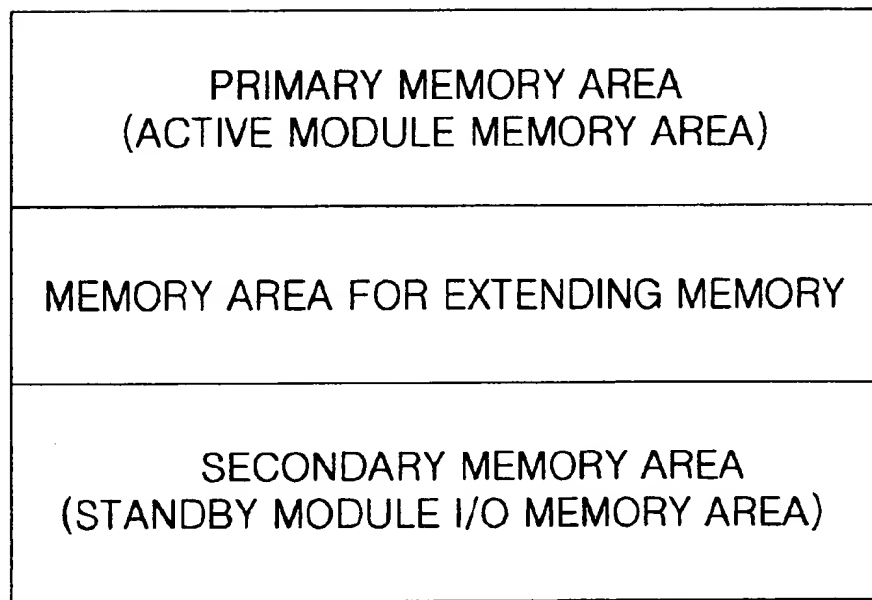 PRIMARY MEMORY AREA
(ACTIVE MODULE MEMORY AREA)
MEMORY AREA FOR EXTENDING MEMORY
SECONDARY MEMORY AREA
(STANDBY MODULE I/O MEMORY AREA)